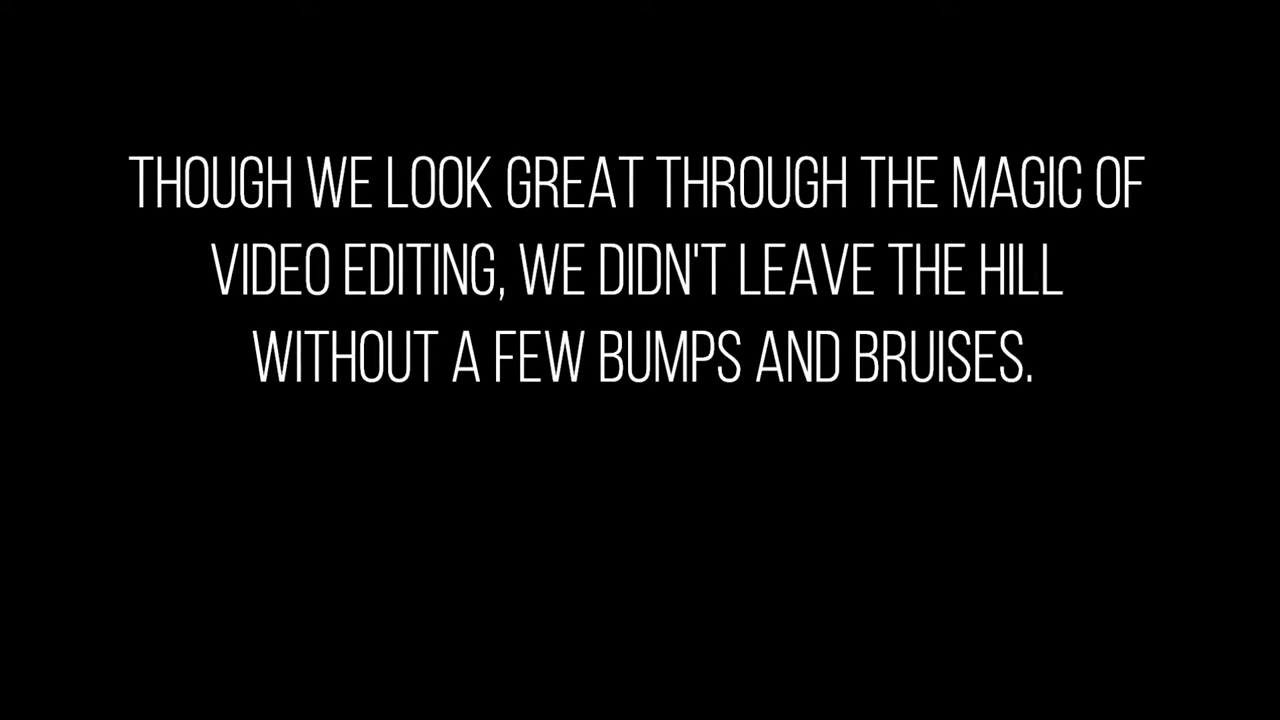 THOUGH WE LOOK GREAT THROUGH THE MAGIC OF
VIDEO EDITING, WE DIDN'T LEAVE THE HILL
WITHOUT A FEW BUMPS AND BRUISES.